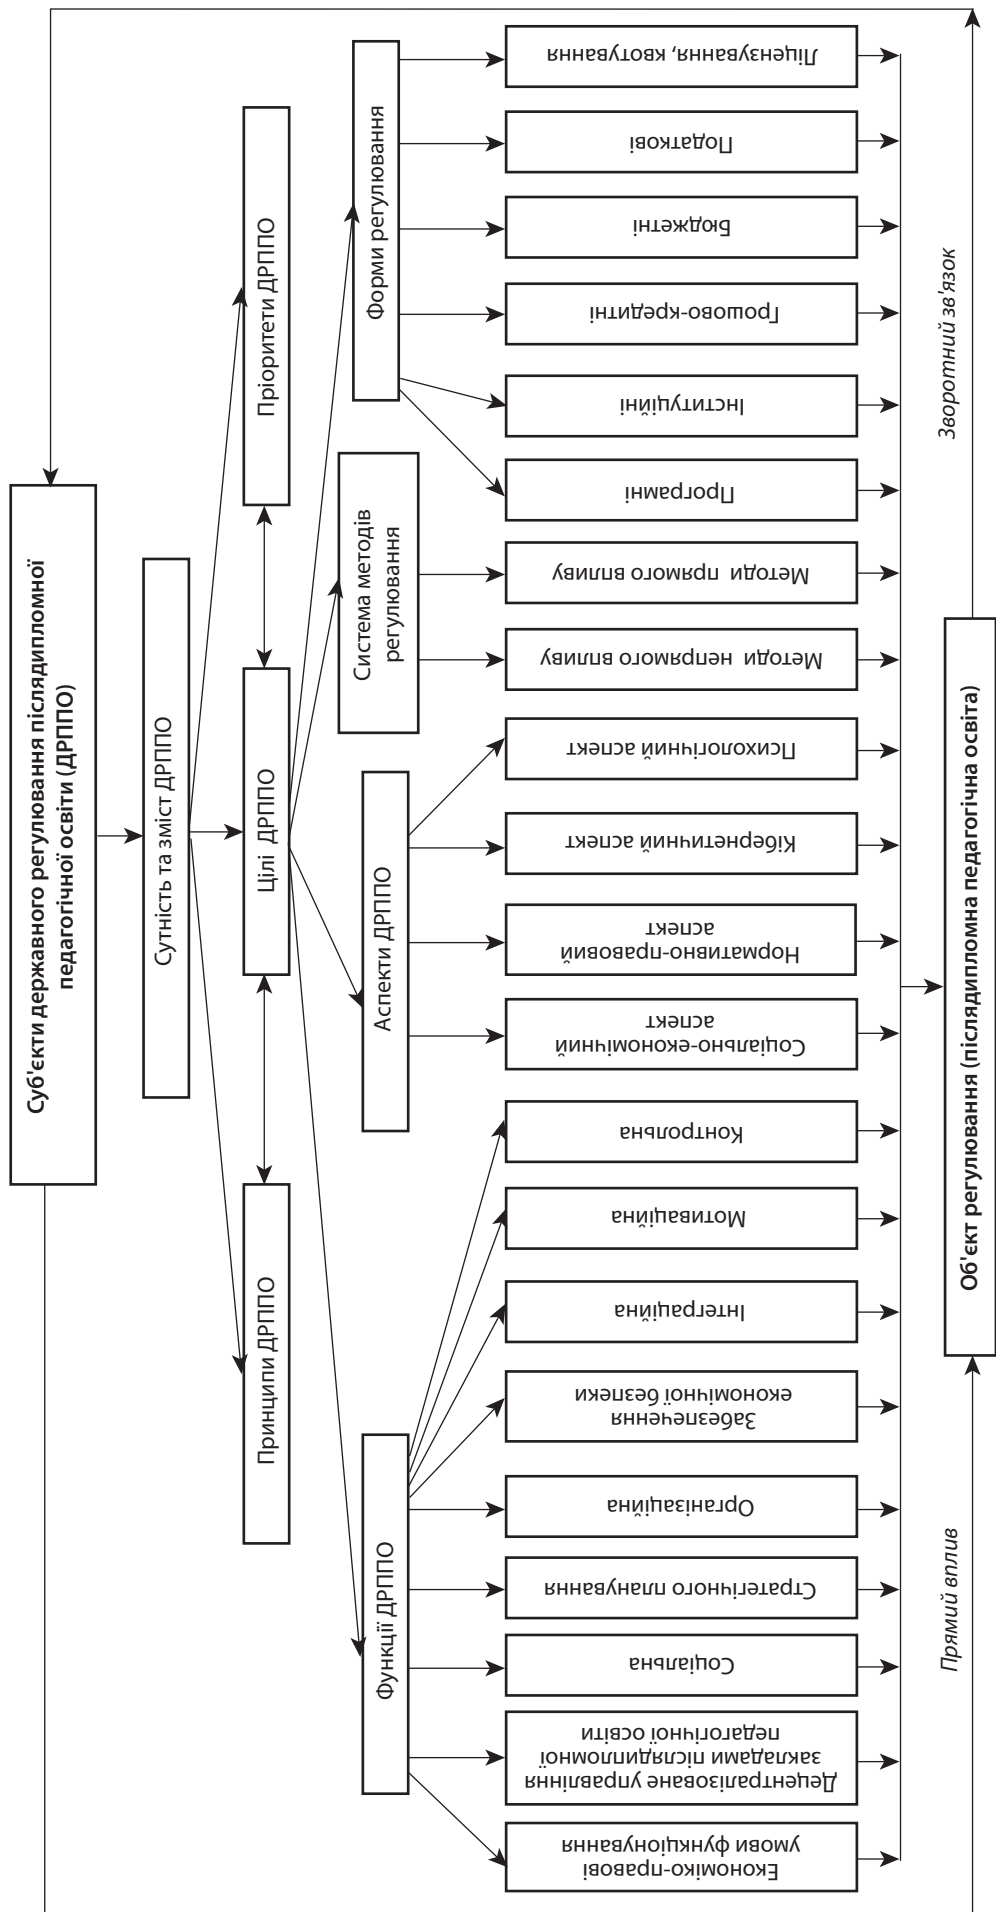 Суб'єкти державного регулювання післядипломної
педагогічної освіти (ДРППО)
Сутність та зміст ДРППО
Принципи ДРППО
Цілі ДРППО
Пріоритети ДРППО
Функції ДРППО
Аспекти ДРППО
Система методів
регулювання
Форми регулювання
Економіко-правові
умови функціонування
Децентралізоване управління
закладами післядипломної
педагогічної освіти
Соціальна
Стратегічного планування
Організаційна
Забезпечення
економічної безпеки
Інтеграційна
Мотиваційна
Контрольна
Соціально-економічний
аспект
Нормативно-правовий
аспект
Кібернетичний аспект
Психологічний аспект
Методи непрямого впливу
Методи прямого впливу
Програмні
Інституційні
Грошово-кредитні
Бюджетні
Податкові
Ліцензування, квотування
Прямий вплив
Зворотний зв'язок
Об'єкт регулювання (післядипломна педагогічна освіта)